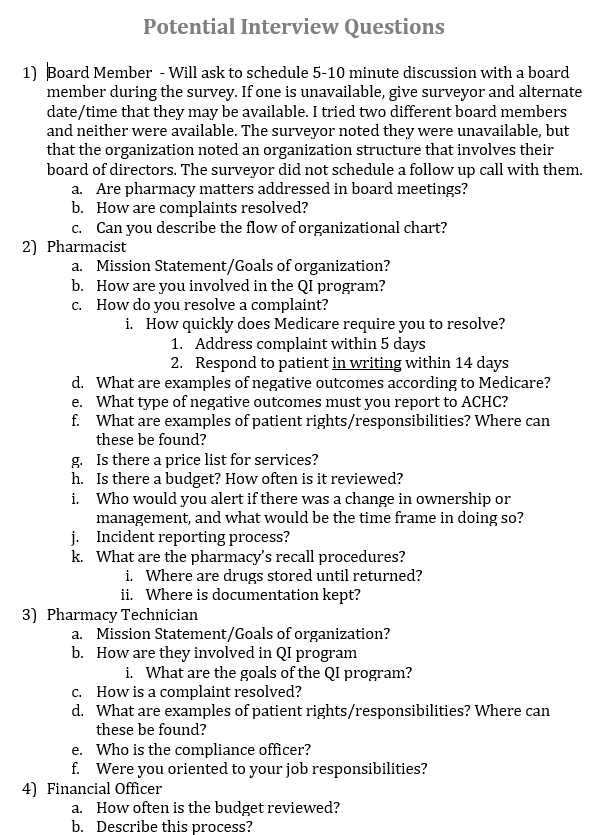 Potential Interview Questions
1) Board Member - Will ask to schedule 5-10 minute discussion with a board
member during the survey. If one is unavailable, give surveyor and alternate
date/time that they may be available. I tried two different board members
and neither were available. The surveyor noted they were unavailable, but
that the organization noted an organization structure that involves their
board of directors. The surveyor did not schedule a follow up call with them.
a. Are pharmacy matters addressed in board meetings?
b. How are complaints resolved?
c. Can you describe the flow of organizational chart?
2) Pharmacist
a. Mission Statement/Goals of organization?
b. How are you involved in the QI program?
c. How do you resolve a complaint?
i. How quickly does Medicare require you to resolve?
1. Address complaint within 5 days
2. Respond to patient in writing within 14 days
d. What are examples of negative outcomes according to Medicare?
e. What type of negative outcomes must you report to ACHC?
f. What are examples of patient rights/responsibilities? Where can
these be found?
g. Is there a price list for services?
h. Is there a budget? How often is it reviewed?
i. Who would you alert if there was a change in ownership or
management, and what would be the time frame in doing so?
j. Incident reporting process?
k. What are the pharmacy's recall procedures?
i. Where are drugs stored until returned?
ii. Where is documentation kept?
3) Pharmacy Technician
a. Mission Statement/Goals of organization?
b. How are they involved in QI program
i. What are the goals of the QI program?
c. How is a complaint resolved?
d. What are examples of patient rights/responsibilities? Where can
these be found?
e. Who is the compliance officer?
f. Were you oriented to your job responsibilities?
4) Financial Officer
a. How often is the budget reviewed?
b. Describe this process?